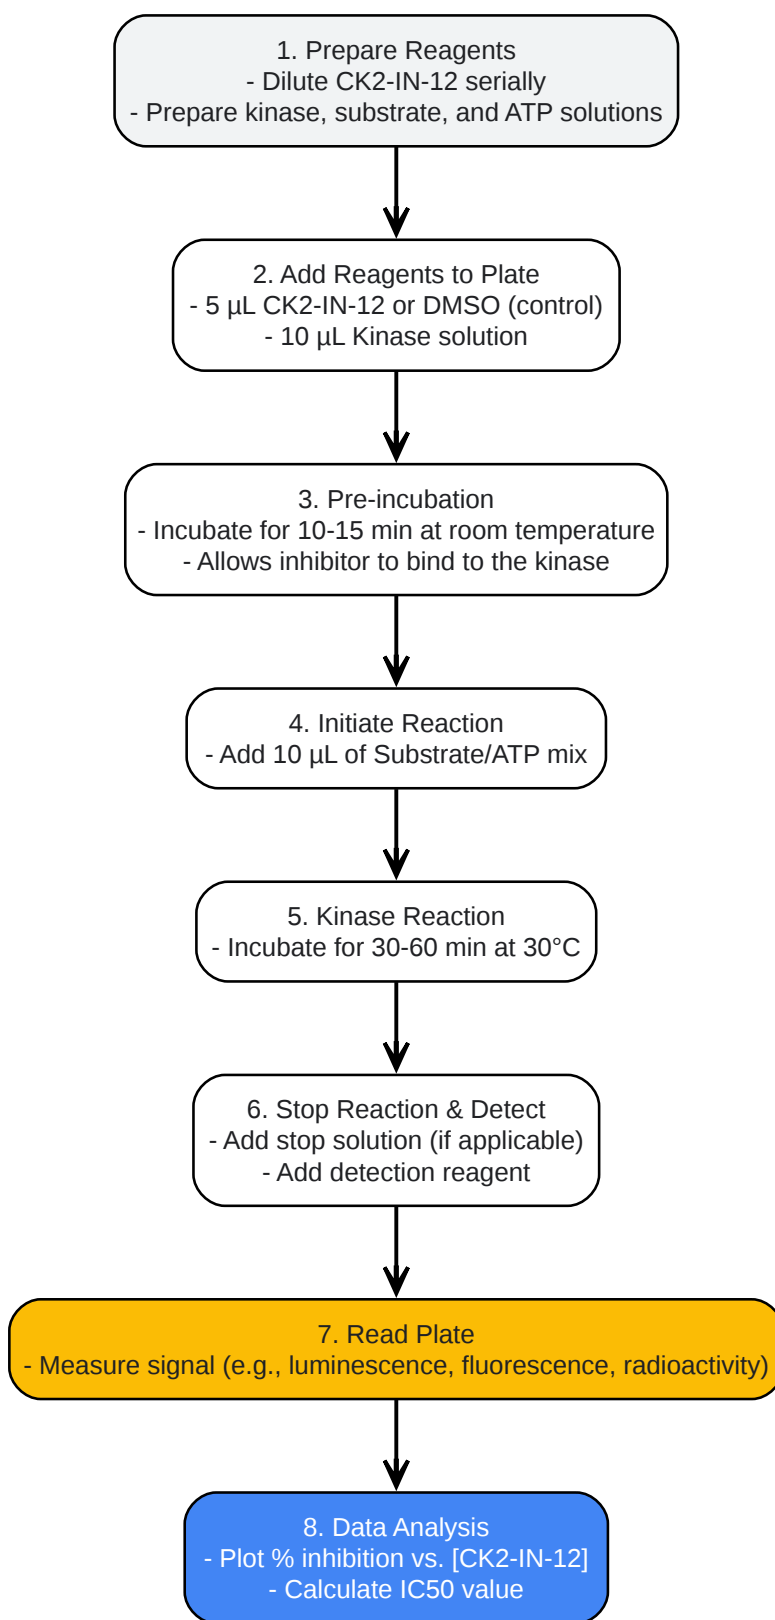 1. Prepare Reagents
- Dilute CK2-IN-12 serially
- Prepare kinase, substrate, and ATP solutions
2. Add Reagents to Plate
- 5 µL CK2-IN-12 or DMSO (control)
- 10 µL Kinase solution
3. Pre-incubation
- Incubate for 10-15 min at room temperature
- Allows inhibitor to bind to the kinase
4. Initiate Reaction
- Add 10 µL of Substrate/ATP mix
5. Kinase Reaction
- Incubate for 30-60 min at 30°C
6. Stop Reaction & Detect
- Add stop solution (if applicable)
- Add detection reagent
7. Read Plate
- Measure signal (e.g., luminescence, fluorescence, radioactivity)
8. Data Analysis
- Plot % inhibition vs. [CK2-IN-12]
- Calculate IC50 value